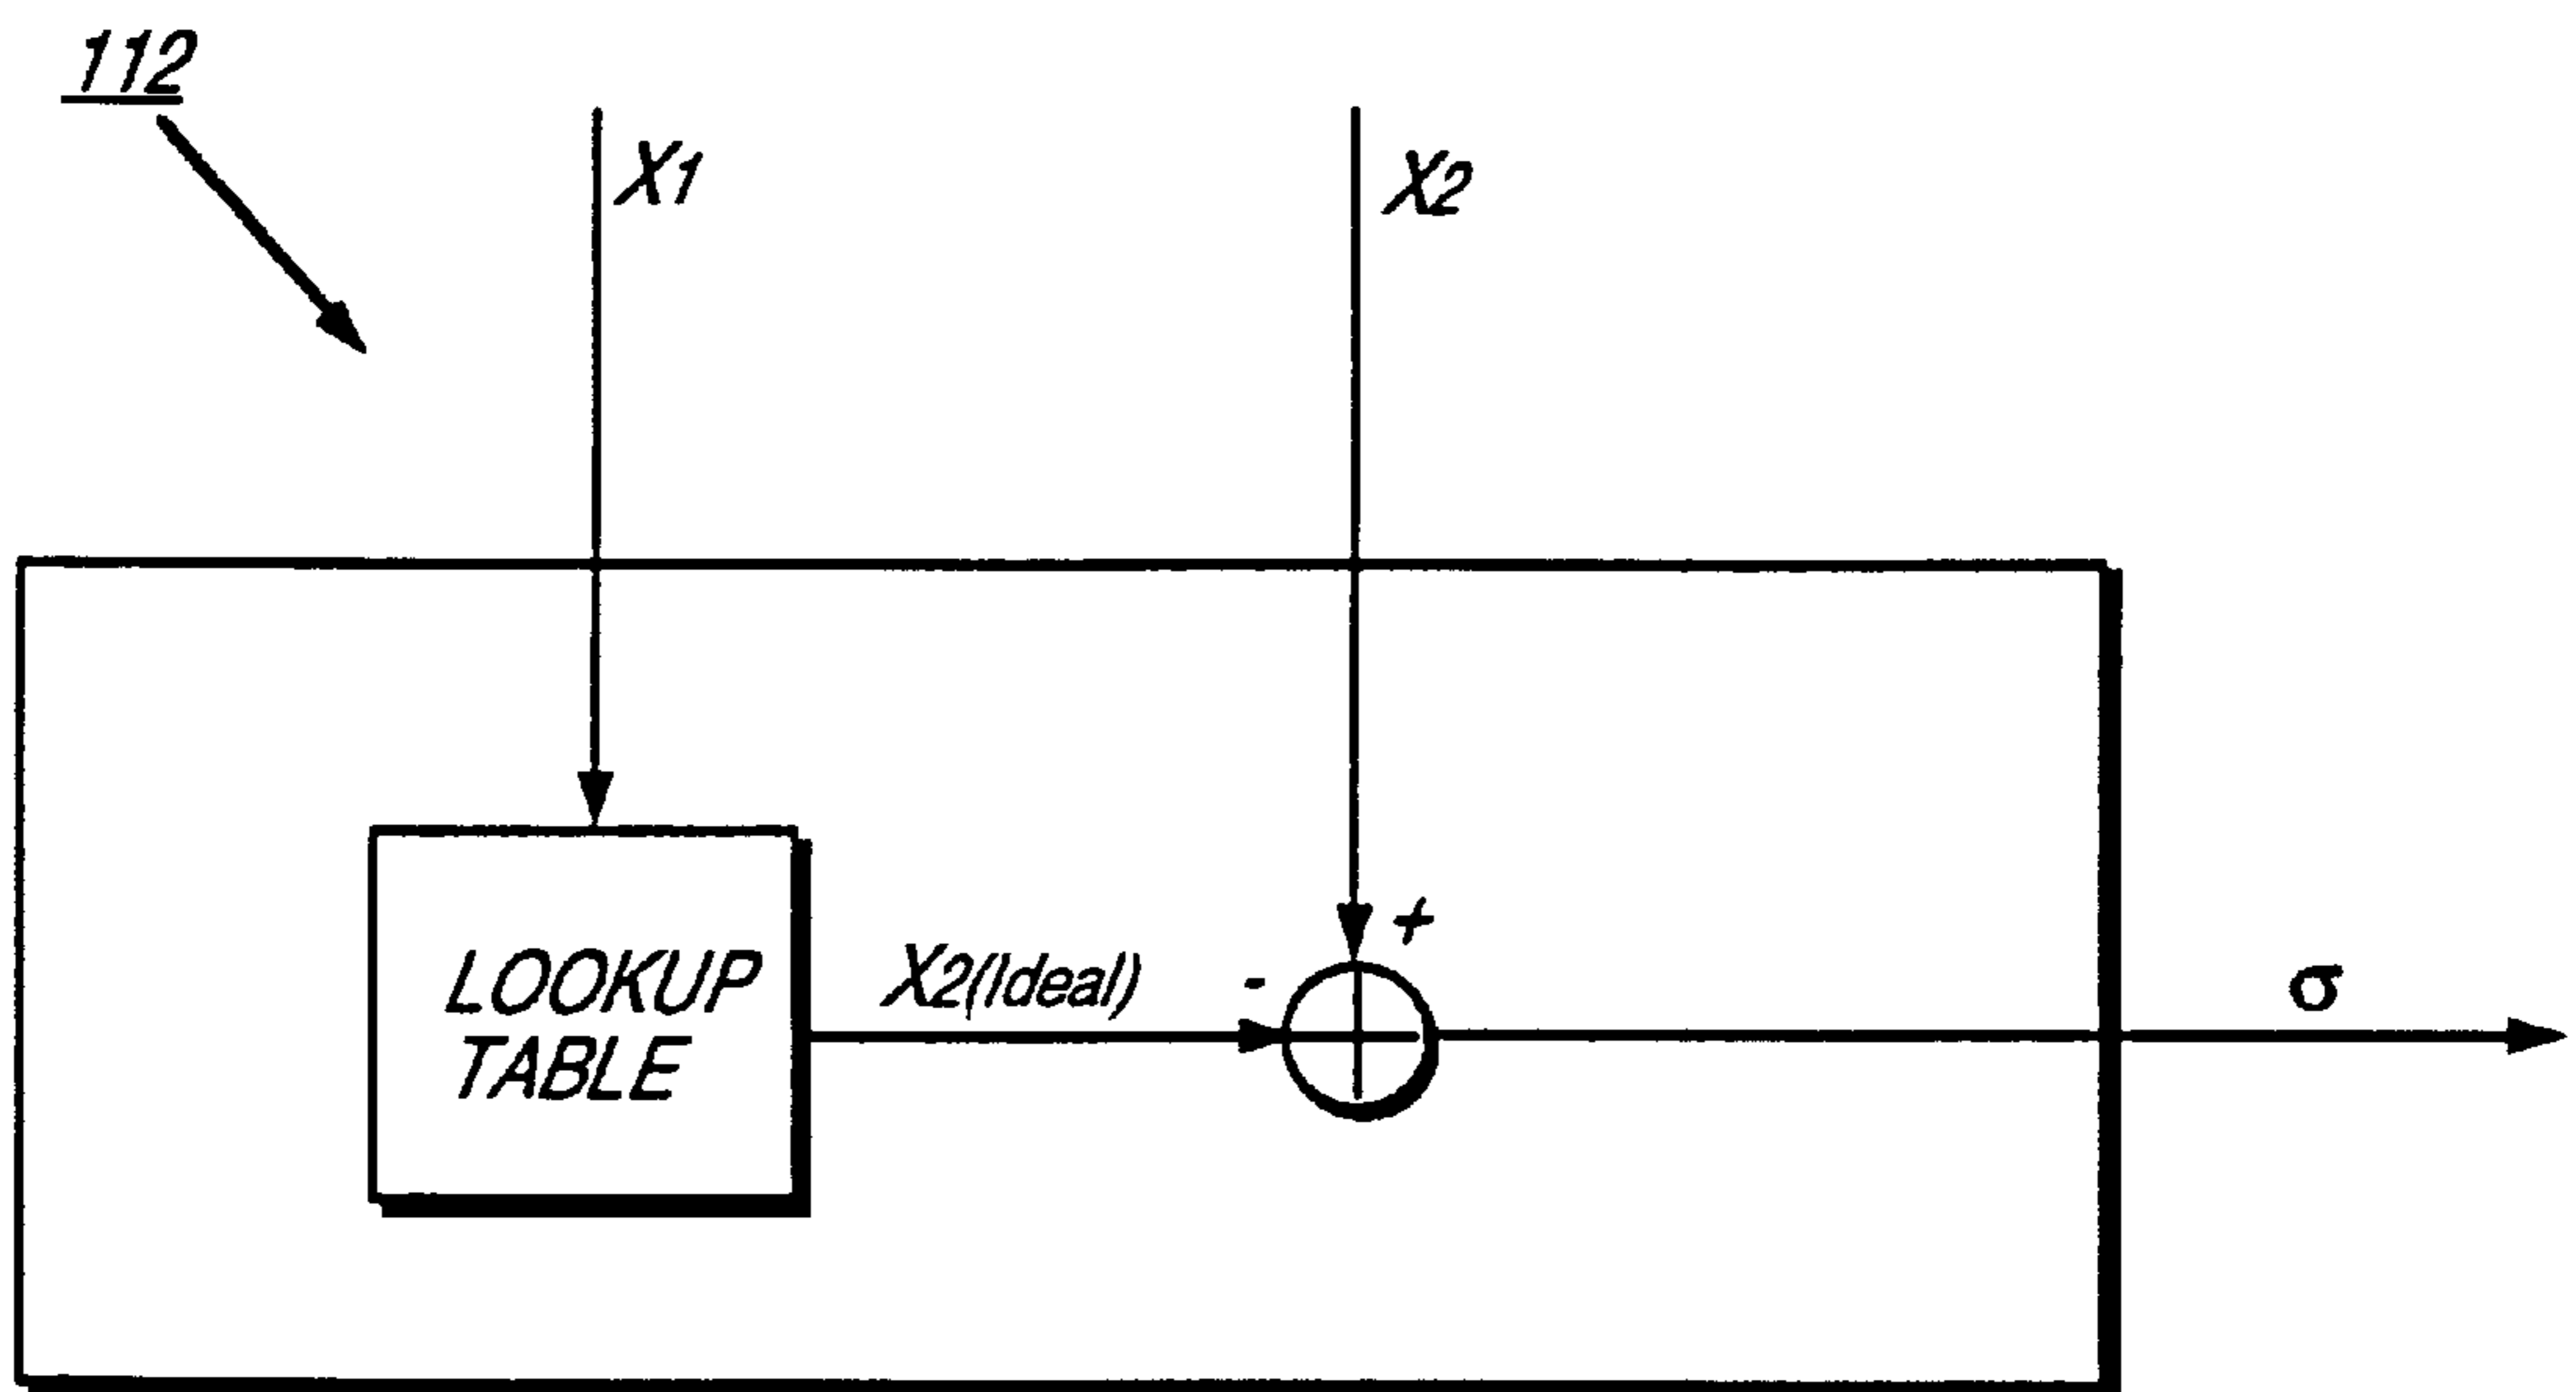 112
X1
X2
+
LOOKUP
TABLE
X2(Ideal)
-
σ